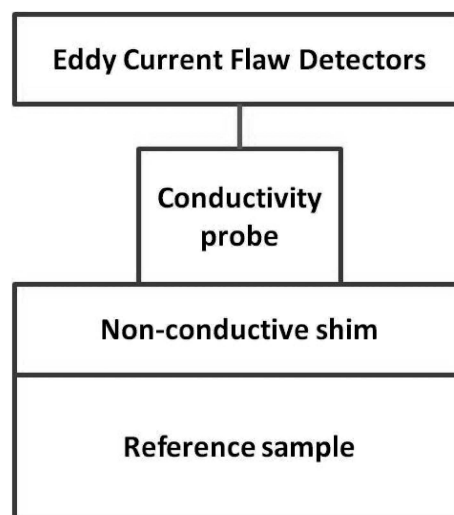 Eddy Current Flaw Detectors
Conductivity
probe
Non-conductive shim
Reference sample